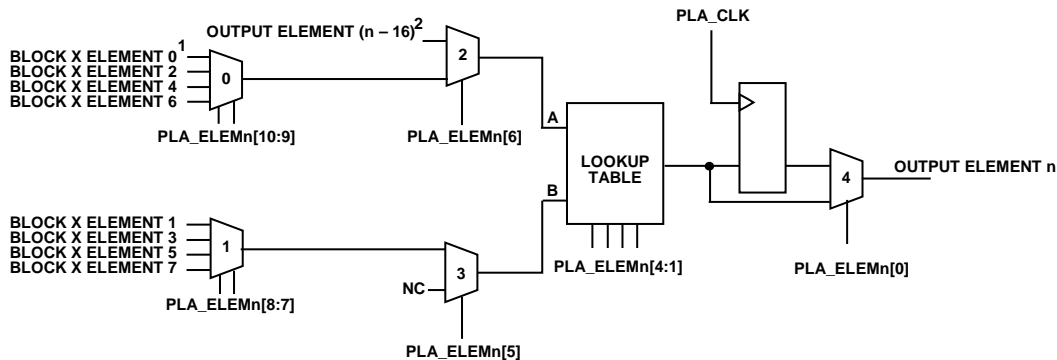 PLA_CLK
OUTPUT ELEMENT (n – 16)2
BLOCK X ELEMENT 01
BLOCK X ELEMENT 2
BLOCK X ELEMENT 4
BLOCK X ELEMENT 6
0
2
PLA_ELEMn[10:9]
PLA_ELEMn[6]
A
LOOKUP
TABLE
4
OUTPUT ELEMENT n
B
BLOCK X ELEMENT 1
BLOCK X ELEMENT 3
BLOCK X ELEMENT 5
BLOCK X ELEMENT 7
1
3
NC
PLA_ELEMn[4:1]
PLA_ELEMn[0]
PLA_ELEMn[8:7]
PLA_ELEMn[5]